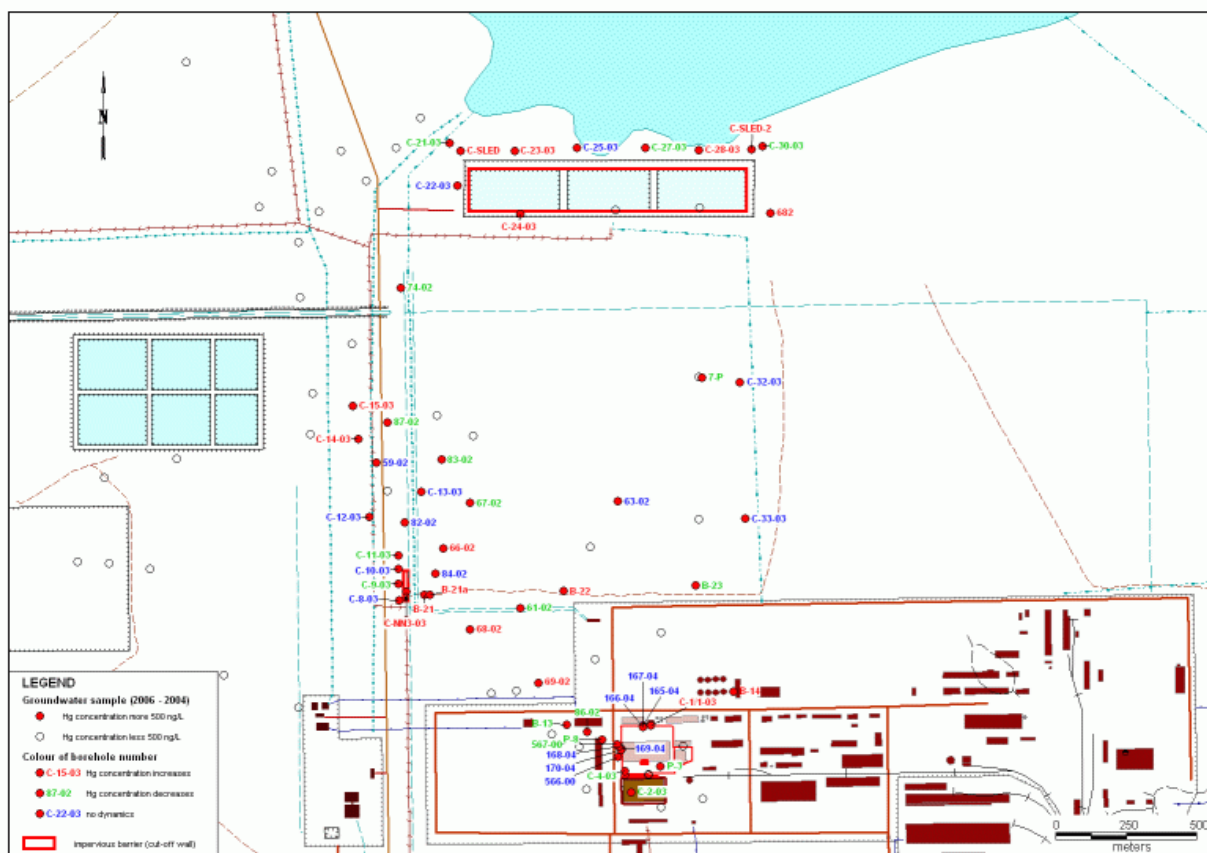 N
C-SLED-2
C-21-03
C-SLED
C-23-03
C-25-03
C-27-03
C-28-03
C-30-03
C-22-03
C-24-03
682
74-02
7-P
C-32-03
C-15-03
87-02
C-14-03
59-02
83-02
C-13-03
67-02
63-02
C-12-03
82-02
C-33-03
C-11-03
66-02
C-10-03
84-02
C-9-03
B-21a
B-22
B-23
C-8-03
B-21
61-02
C-NN3-03
68-02
69-02
167-04
166-04
165-04
C-1/1-03
B-14
86-02
B-13
P-8
567-00
168-04
169-04
170-04
P-7
566-00
C-4-03
C-2-03
LEGEND
Groundwater sample (2006 - 2004)
Hg concentration more 500 ng/L
Hg concentration less 500 ng/L
Colour of borehole number
C-15-03 Hg concentration increases
87-02 Hg concentration decreases
C-22-03 no dynamics
impervious barrier (cut-off wall)
0 250 500
meters